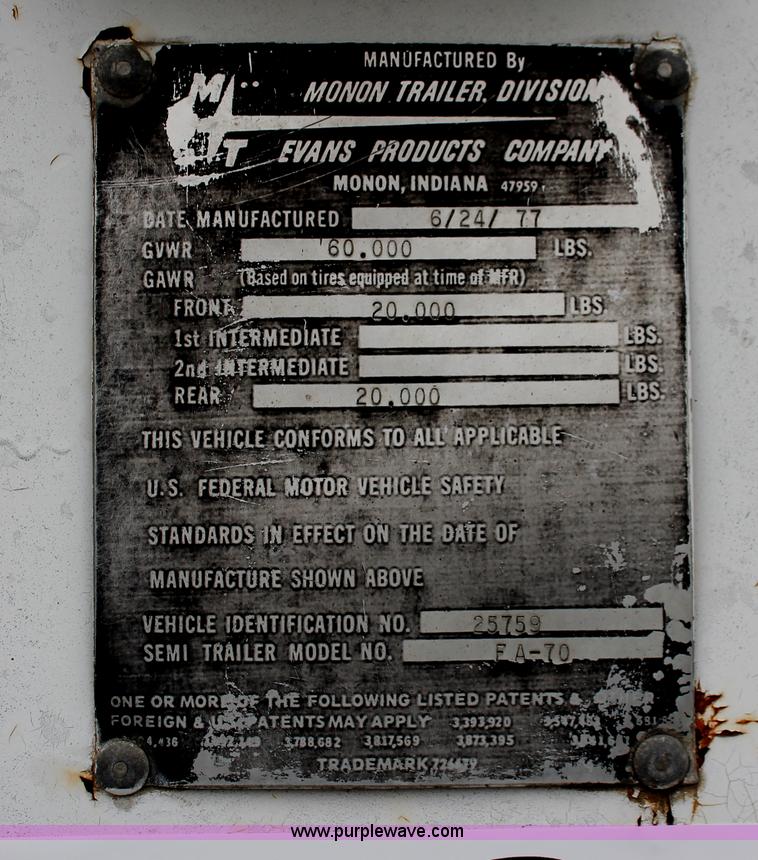 MANUFACTURED By
MONON TRAILER DIVISION
M
T
EVANS PRODUCTS COMPANY
MONON, INDIANA 47959
DATE MANUFACTURED 6/24/ 77
GVWR 60.000 LBS.
GAWR (Based on tires equipped at time of MFR)
FRONT 20.000 LBS
1st INTERMEDIATE LBS.
2nd INTERMEDIATE LBS.
REAR 20.000 LBS.
THIS VEHICLE CONFORMS TO ALL APPLICABLE
U.S. FEDERAL MOTOR VEHICLE SAFETY
STANDARDS IN EFFECT ON THE DATE OF
MANUFACTURE SHOWN ABOVE
VEHICLE IDENTIFICATION NO. 25759
SEMI TRAILER MODEL NO. FA-70
ONE OR MORE OF THE FOLLOWING LISTED PATENTS &
FOREIGN & PATENTS MAY APPLY 3,393,920
3,788,682 3,817,569 3,873,395
TRADEMARK
www.purplewave.com